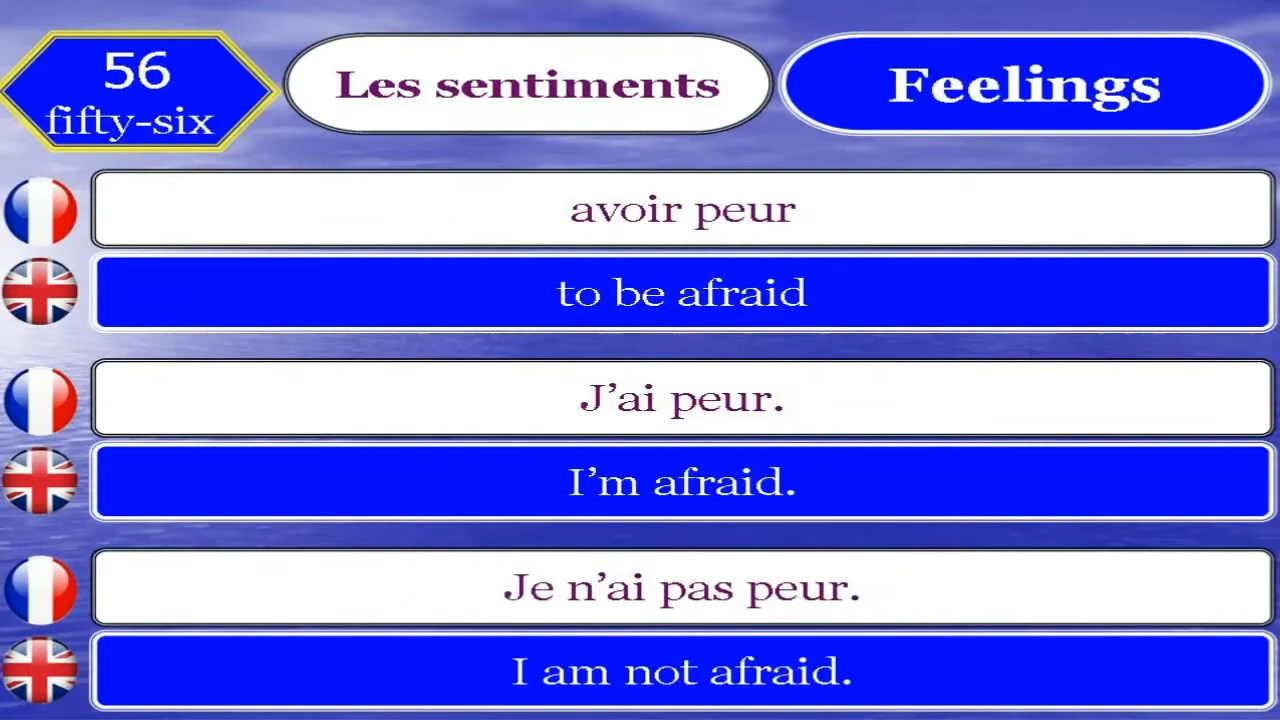 56
fifty-six
Les sentiments
Feelings
avoir peur
to be afraid
J’ai peur.
I’m afraid.
Je n’ai pas peur.
I am not afraid.